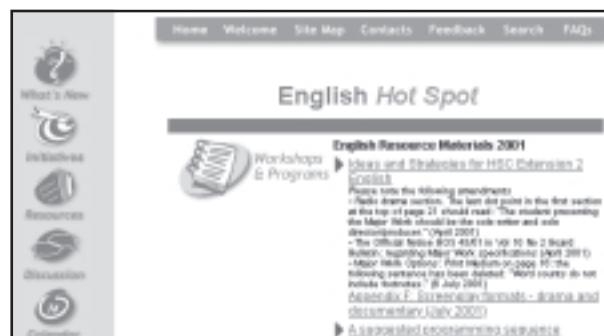 Home Welcome Site Map Contacts Feedback Search FAQs
What's New
Initiatives
Resources
Discussion
Calendar
English Hot Spot
Workshops
& Programs
English Resource Materials 2001
Ideas and Strategies for HSC Extension 2
English
Please note the following amendments
- Radio drama section. The last dot point in the first section
at the top of page 21 should read: "The student presenting
the Major Work should be the sole writer and sole
director/producer." (April 2001)
- The Official Notice BOS 43/01 in Vol 10 No 2 Board
Bulletin, regarding Major Work specifications (April 2001)
- Major Work Options: Print Medium on page 16; the
following sentence has been deleted: "Word counts do not
include footnotes." (6 July 2001)
Appendix F: Screenplay formats - drama and
documentary (July 2001)
A suggested programming sequence